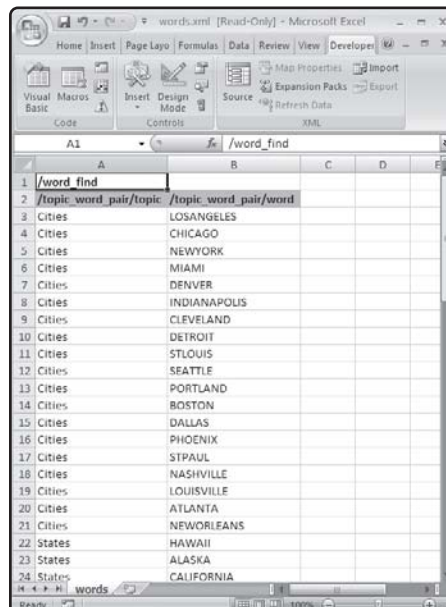 words.xml [Read-Only] - Microsoft Excel
Home Insert Page Layo Formulas Data Review View Developer
Visual Basic Macros Insert Design Mode Source Map Properties Import
Expansion Packs Export
Refresh Data
Code Controls XML
A1 fx /word_find
A B C D E
1 /word_find
2 /topic_word_pair/topic /topic_word_pair/word
3 Cities LOSANGELES
4 Cities CHICAGO
5 Cities NEWYORK
6 Cities MIAMI
7 Cities DENVER
8 Cities INDIANAPOLIS
9 Cities CLEVELAND
10 Cities DETROIT
11 Cities STLOUIS
12 Cities SEATTLE
13 Cities PORTLAND
14 Cities BOSTON
15 Cities DALLAS
16 Cities PHOENIX
17 Cities STPAUL
18 Cities NASHVILLE
19 Cities LOUISVILLE
20 Cities ATLANTA
21 Cities NEWORLEANS
22 States HAWAII
23 States ALASKA
24 States CALIFORNIA
words
Ready 100%